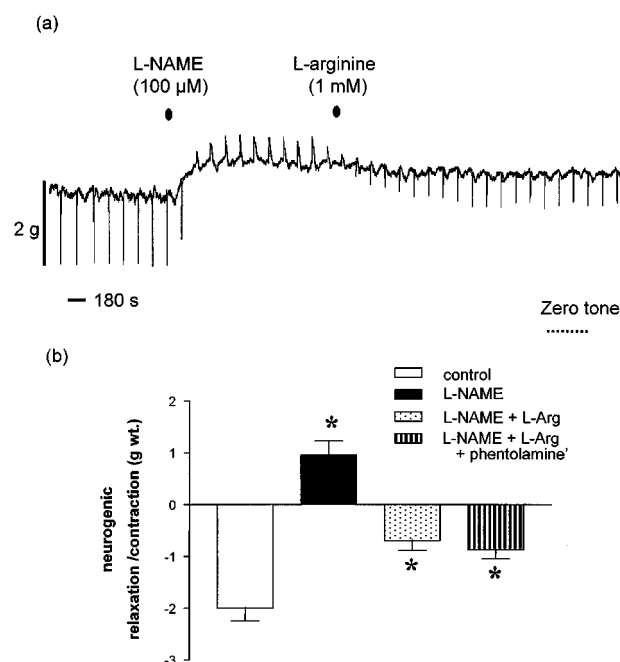 (a)
L-NAME
(100 µM)
L-arginine
(1 mM)
2 g
180 s
Zero tone
(b)
control
L-NAME
L-NAME + L-Arg
L-NAME + L-Arg
+ phentolamine'
neurogenic
relaxation /contraction (g wt.)
2
1
0
-1
-2
-3
*
*
*